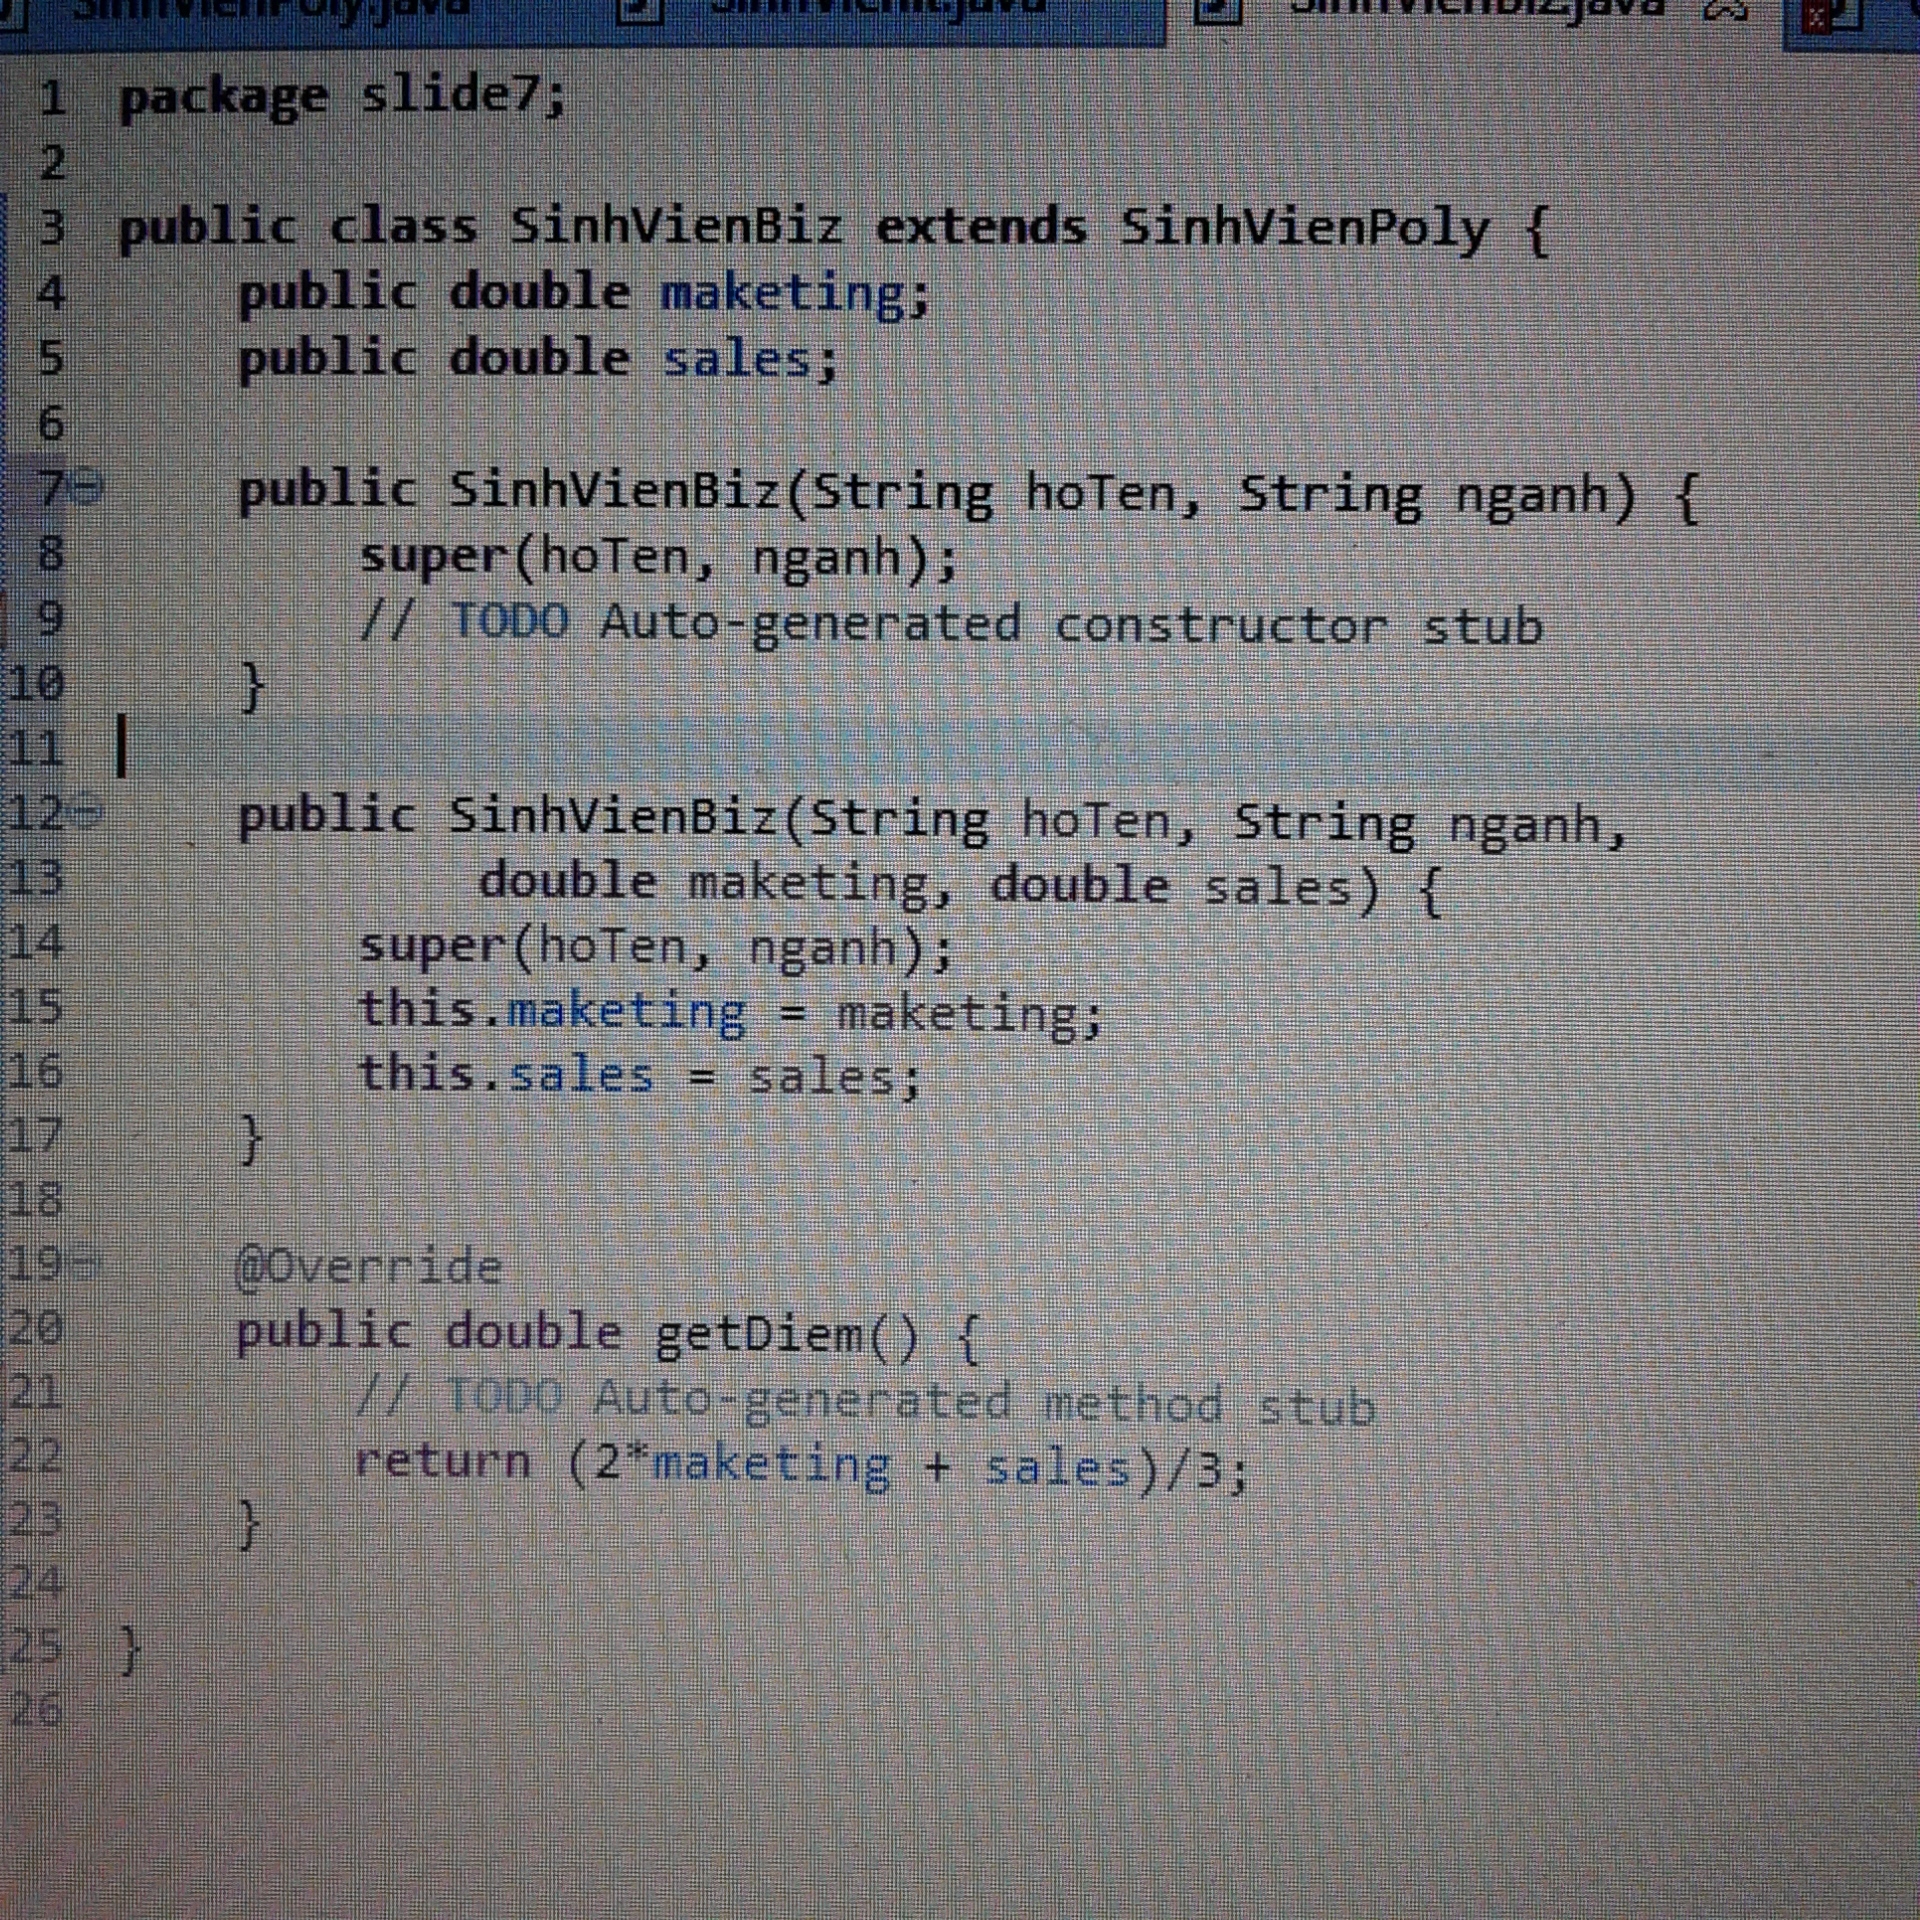 SinhVienPoly.java SinhVienIt.java SinhVienBiz.java
1 package slide7;
2
3 public class SinhVienBiz extends SinhVienPoly {
4 public double maketing;
5 public double sales;
6
7 public SinhVienBiz(String hoTen, String nganh) {
8 super(hoTen, nganh);
9 // TODO Auto-generated constructor stub
10 }
11
12 public SinhVienBiz(String hoTen, String nganh,
13 double maketing, double sales) {
14 super(hoTen, nganh);
15 this.maketing = maketing;
16 this.sales = sales;
17 }
18
19 @Override
20 public double getDiem() {
21 // TODO Auto-generated method stub
22 return (2*maketing + sales)/3;
23 }
24
25 }
26